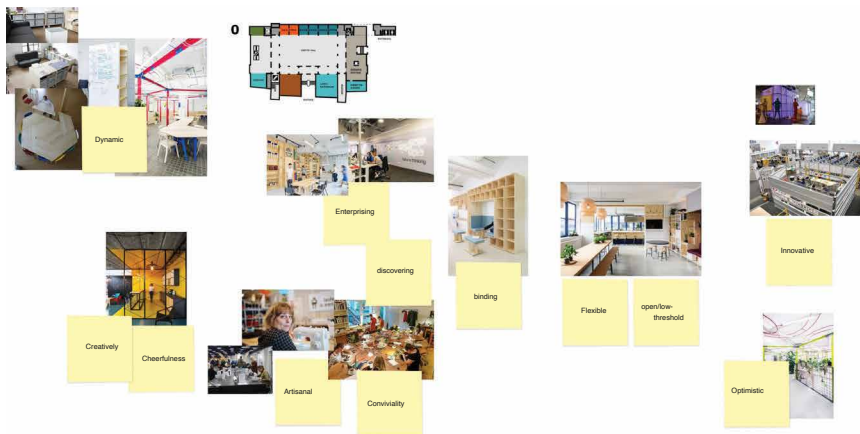 0
Dynamic
Enterprising
discovering
binding
Flexible
open/low-
threshold
Innovative
Creatively
Cheerfulness
Artisanal
Conviviality
Optimistic